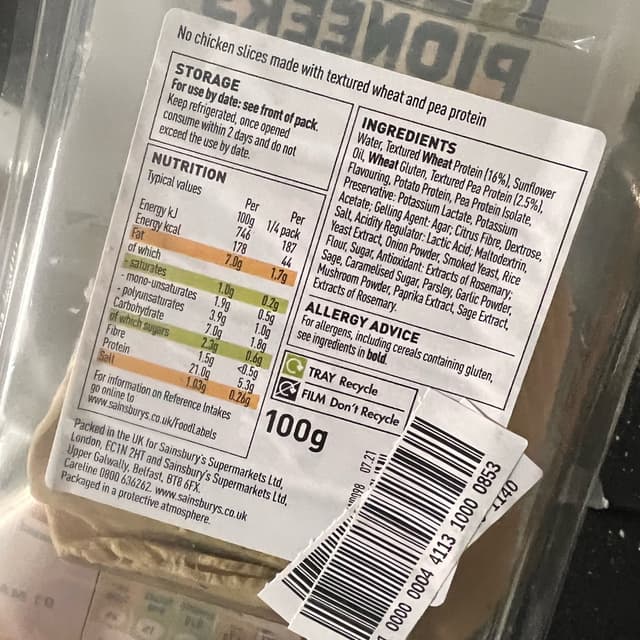 PIONEERS
No chicken slices made with textured wheat and pea protein
STORAGE
For use by date: see front of pack.
Keep refrigerated, once opened
consume within 2 days and do not
exceed the use by date.
NUTRITION
Typical values
Per 100g Per 1/4 pack
Energy kJ 746 187
Energy kcal 178 44
Fat 7.0g 1.7g
of which
- saturates 1.0g 0.2g
- mono-unsaturates 1.9g 0.5g
- polyunsaturates 3.9g 1.0g
Carbohydrate 7.0g 1.8g
of which sugars 2.3g 0.6g
Fibre 1.5g <0.5g
Protein 21.0g 5.3g
Salt 1.03g 0.26g
For information on Reference Intakes
go online to
www.sainsburys.co.uk/FoodLabels
Packed in the UK for Sainsbury's Supermarkets Ltd,
London, EC1N 2HT and Sainsbury's Supermarkets Ltd,
Upper Galwally, Belfast, BT8 6FX.
Careline 0800 636262. www.sainsburys.co.uk
Packaged in a protective atmosphere.
INGREDIENTS
Water, Textured Wheat Protein (16%), Sunflower
Oil, Wheat Gluten, Textured Pea Protein (2.5%),
Flavouring, Potato Protein, Pea Protein Isolate,
Preservative: Potassium Lactate, Potassium
Acetate; Gelling Agent: Agar; Citrus Fibre, Dextrose,
Salt, Acidity Regulator: Lactic Acid; Maltodextrin,
Yeast Extract, Onion Powder, Smoked Yeast, Rice
Flour, Sugar, Antioxidant: Extracts of Rosemary;
Sage, Caramelised Sugar, Parsley, Garlic Powder,
Mushroom Powder, Paprika Extract, Sage Extract,
Extracts of Rosemary.
ALLERGY ADVICE
For allergens, including cereals containing gluten,
see ingredients in bold.
TRAY Recycle
FILM Don't Recycle
100g
07.21
0000 0004 4113 1000 0853
1140